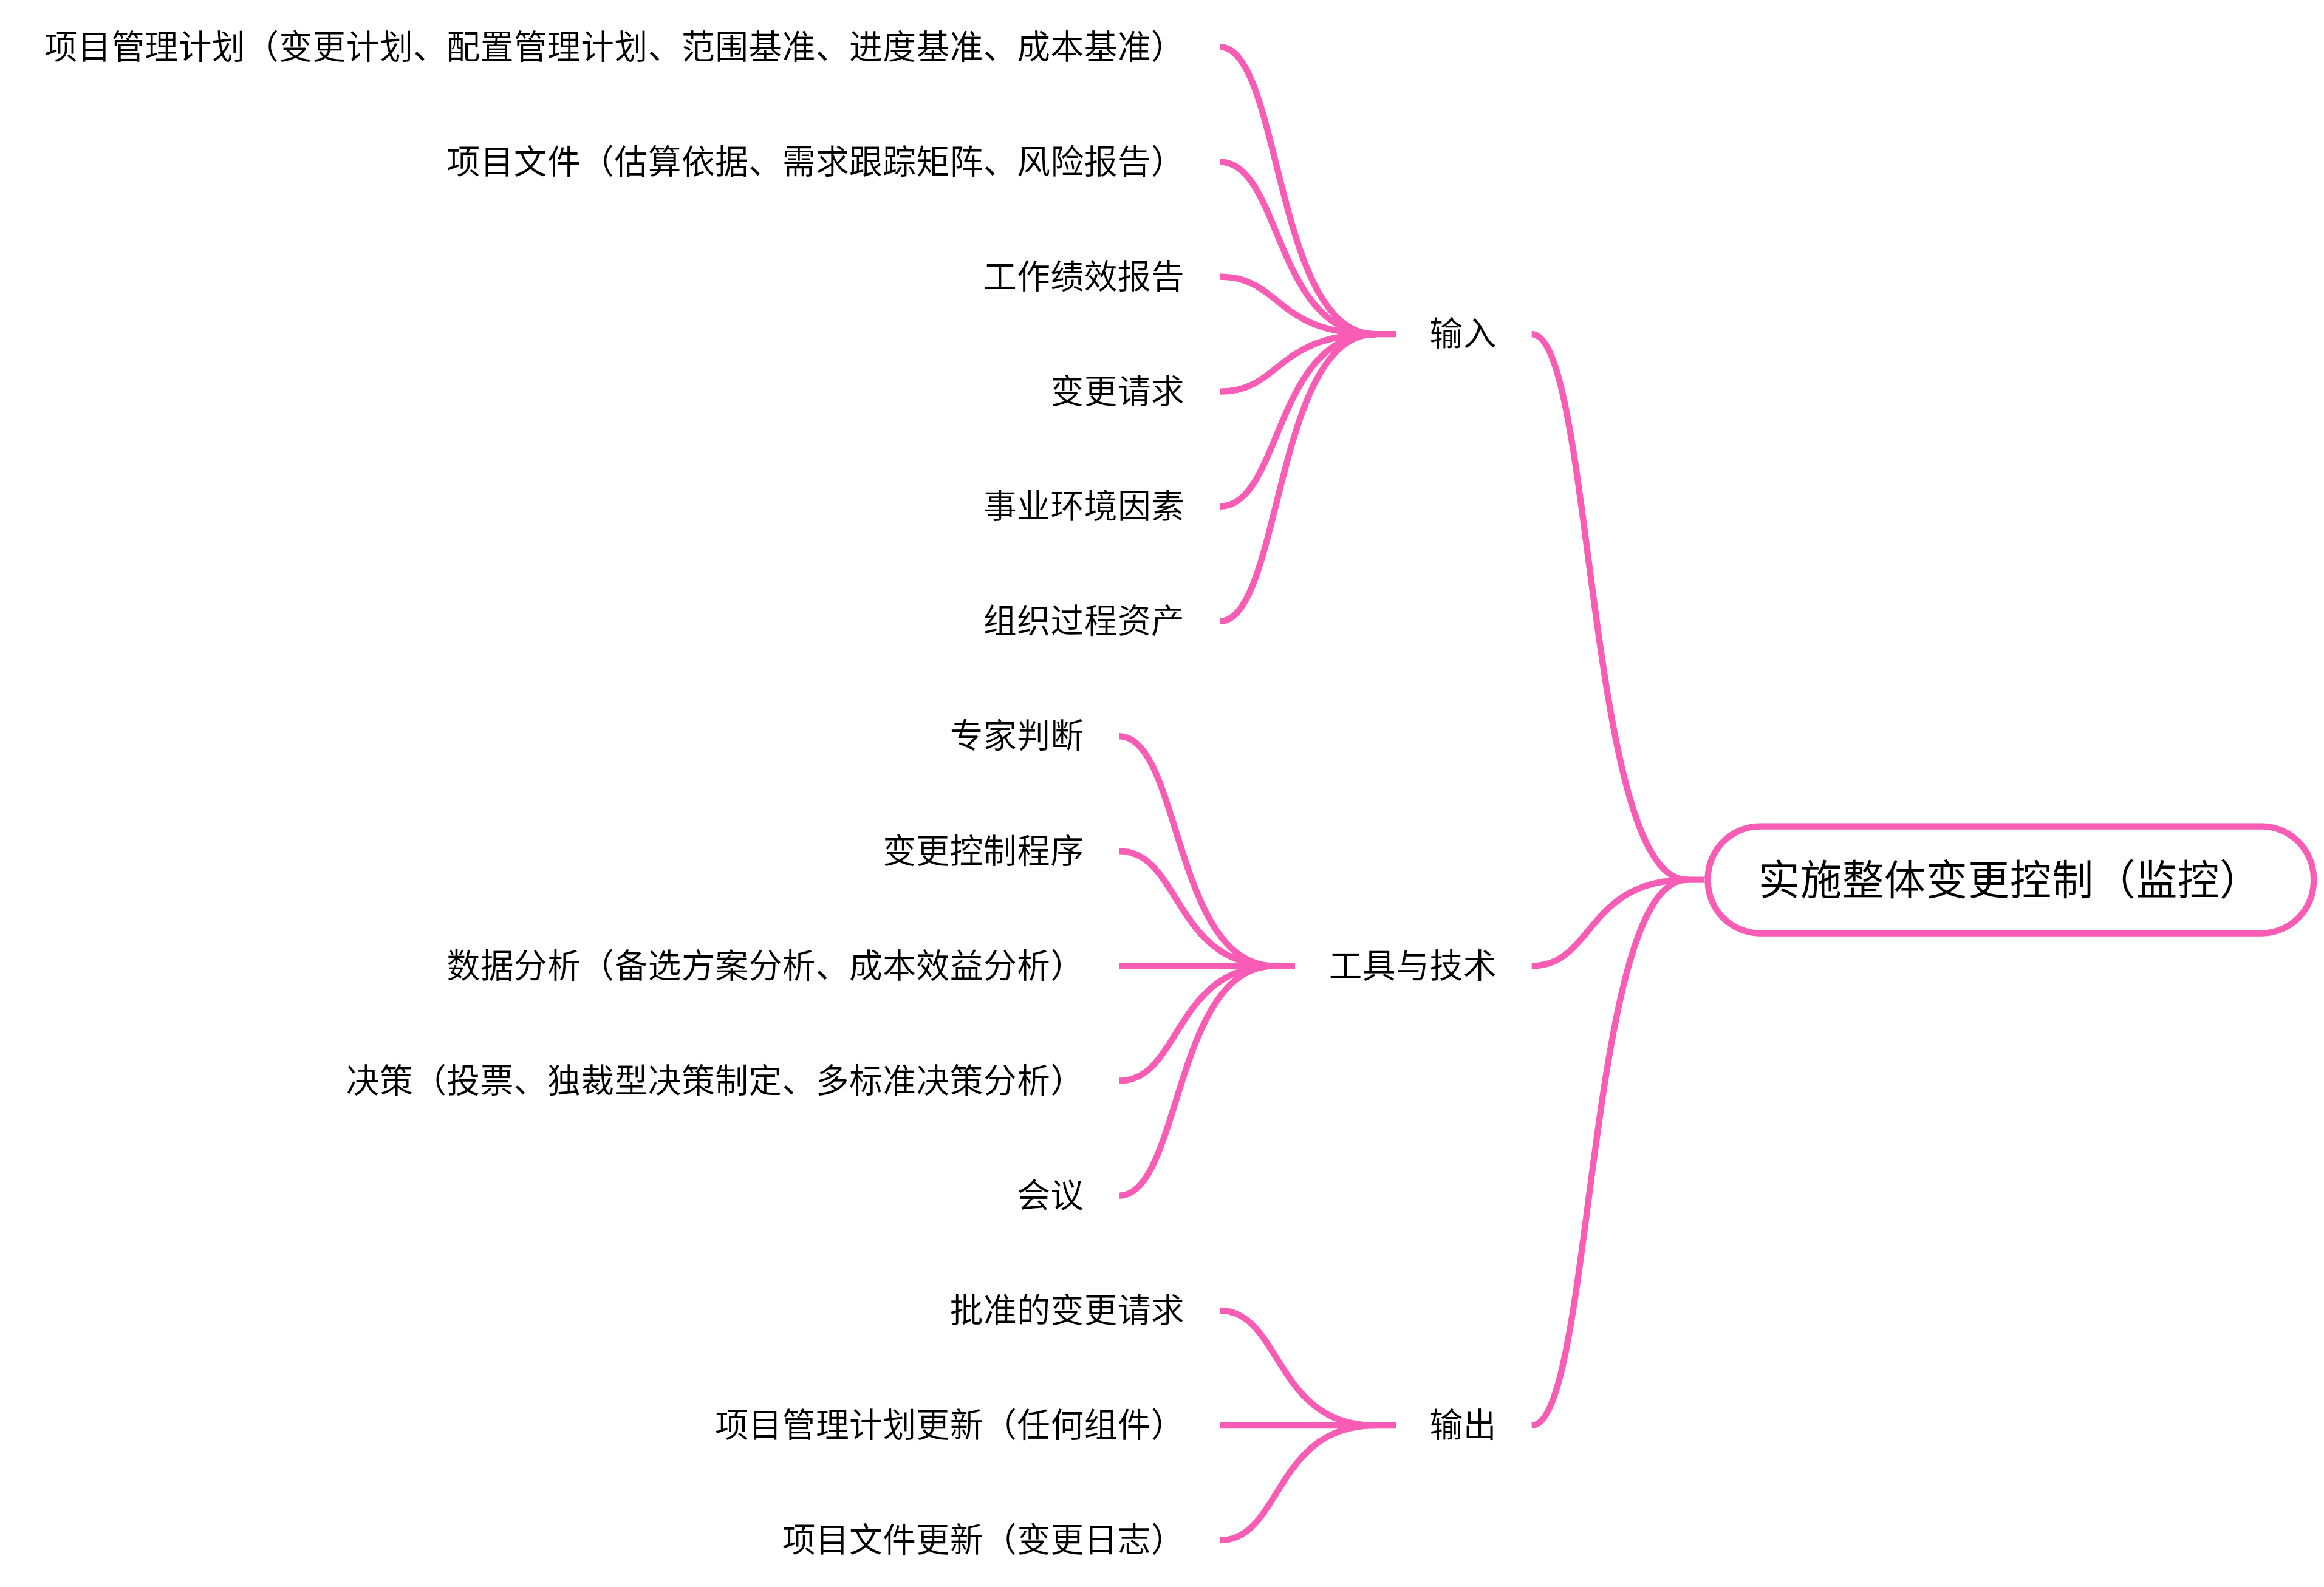 项目管理计划（变更计划、配置管理计划、范围基准、进度基准、成本基准）
项目文件（估算依据、需求跟踪矩阵、风险报告）
工作绩效报告
变更请求
事业环境因素
组织过程资产
输入
专家判断
变更控制程序
数据分析（备选方案分析、成本效益分析）
决策（投票、独裁型决策制定、多标准决策分析）
会议
工具与技术
批准的变更请求
项目管理计划更新（任何组件）
项目文件更新（变更日志）
输出
实施整体变更控制（监控）